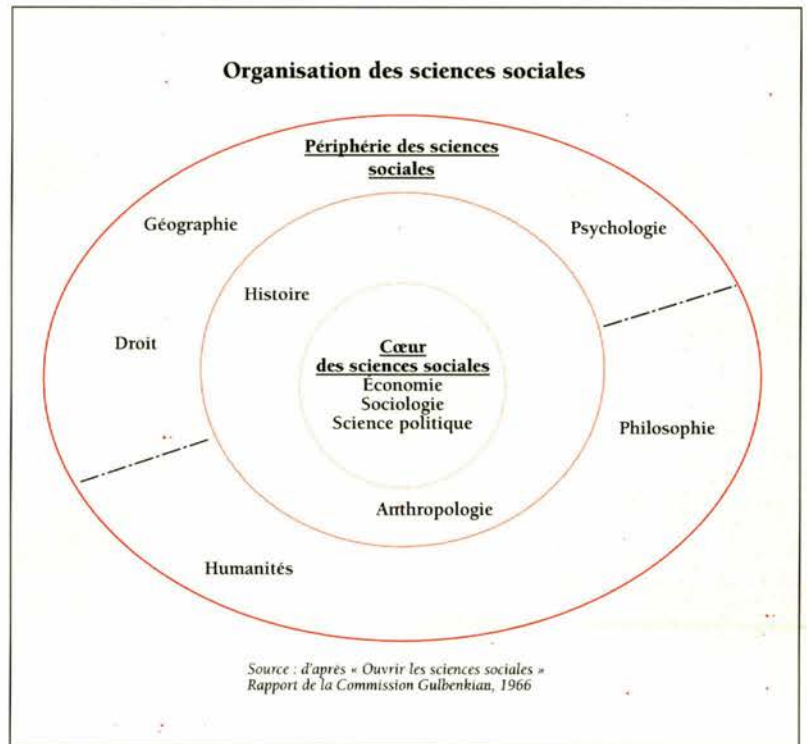 Organisation des sciences sociales
Périphérie des sciences
sociales
Géographie
Psychologie
Histoire
Droit
Cœur
des sciences sociales
Économie
Sociologie
Science politique
Philosophie
Anthropologie
Humanités
Source : d'après « Ouvrir les sciences sociales »
Rapport de la Commission Gulbenkian, 1966